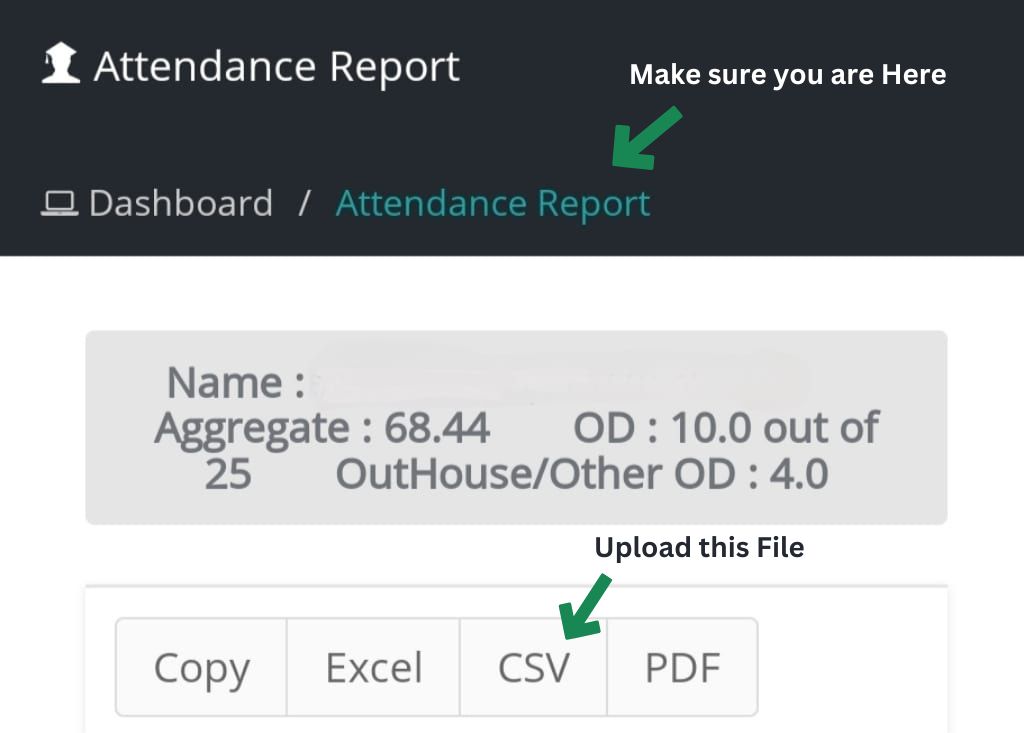 Attendance Report
Make sure you are Here
Dashboard / Attendance Report
Name :
Aggregate : 68.44 OD : 10.0 out of
25 OutHouse/Other OD : 4.0
Upload this File
Copy Excel CSV PDF